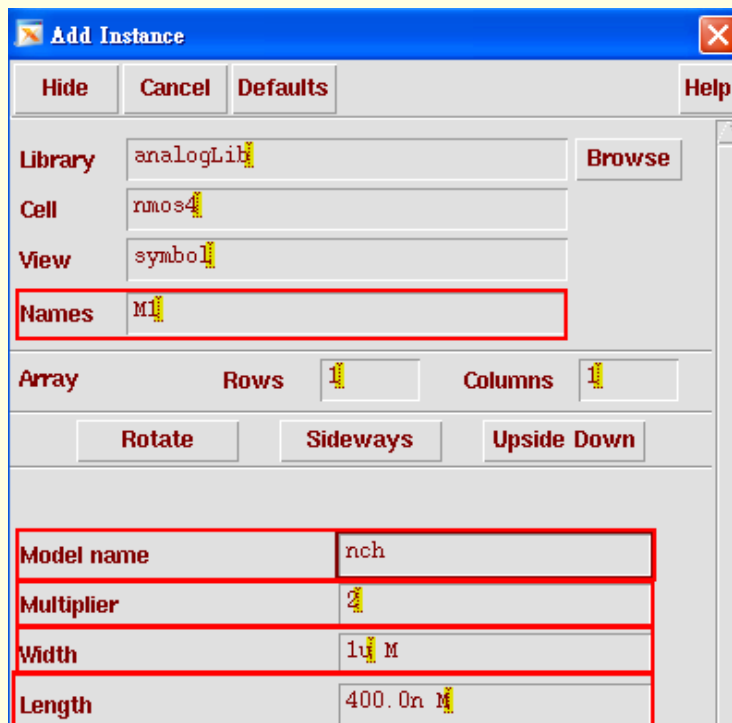 Add Instance
Hide Cancel Defaults Help
Library analogLib Browse
Cell nmos4
View symbol
Names M1
Array Rows 1 Columns 1
Rotate Sideways Upside Down
Model name nch
Multiplier 2
Width 1u M
Length 400.0n M